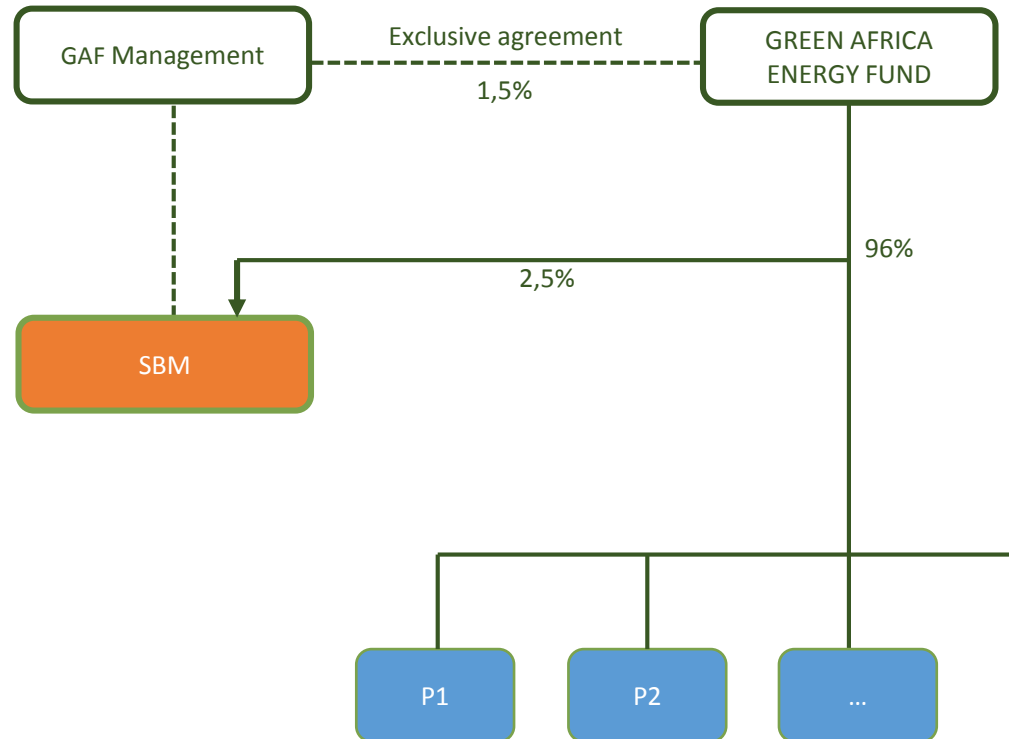 GAF Management
Exclusive agreement
1,5%
GREEN AFRICA
ENERGY FUND
96%
2,5%
SBM
P1
P2
...